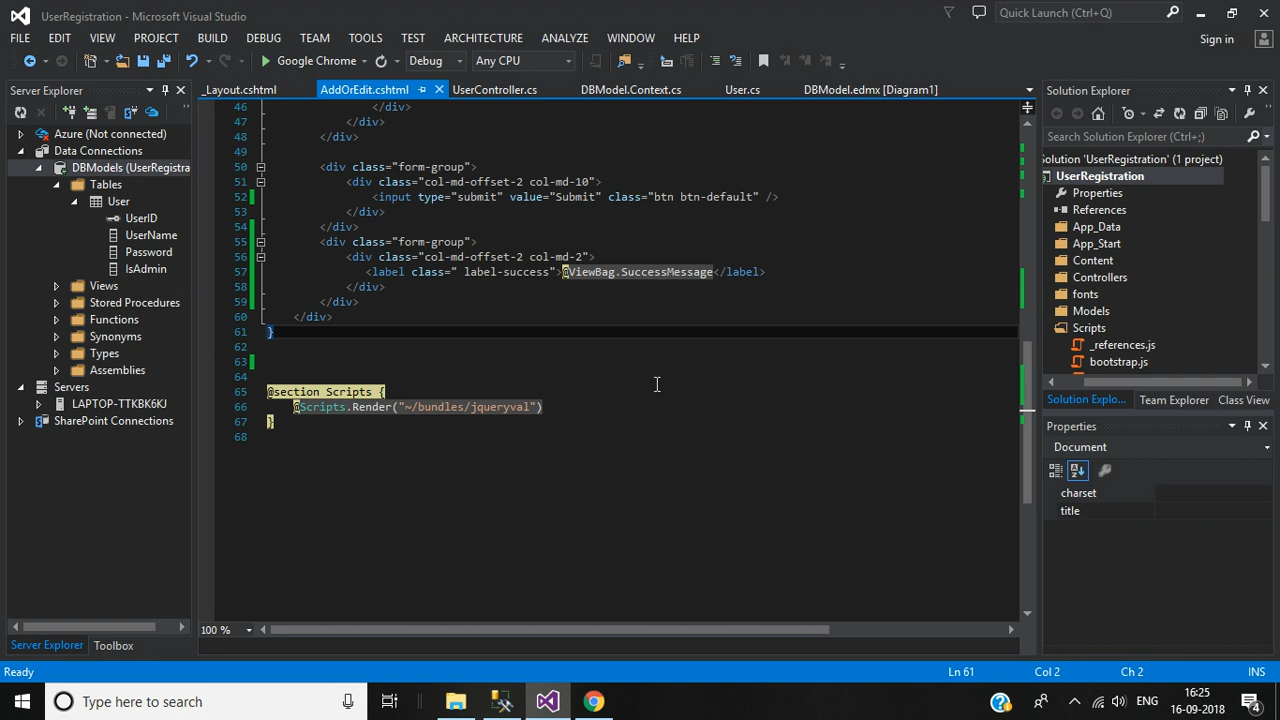 UserRegistration - Microsoft Visual Studio
Quick Launch (Ctrl+Q)
FILE EDIT VIEW PROJECT BUILD DEBUG TEAM TOOLS TEST ARCHITECTURE ANALYZE WINDOW HELP
Sign in
Google Chrome Debug Any CPU
Server Explorer
Azure (Not connected)
Data Connections
DBModels (UserRegistra
Tables
User
UserID
UserName
Password
IsAdmin
Views
Stored Procedures
Functions
Synonyms
Types
Assemblies
Servers
LAPTOP-TTKBK6KJ
SharePoint Connections
Server Explorer Toolbox
_Layout.cshtml AddOrEdit.cshtml UserController.cs DBModel.Context.cs User.cs DBModel.edmx [Diagram1]
46 </div>
47 </div>
48 </div>
49
50 <div class="form-group">
51 <div class="col-md-offset-2 col-md-10">
52 <input type="submit" value="Submit" class="btn btn-default" />
53 </div>
54 </div>
55 <div class="form-group">
56 <div class="col-md-offset-2 col-md-2">
57 <label class=" label-success">@ViewBag.SuccessMessage</label>
58 </div>
59 </div>
60 </div>
61 }
62
63
64
65 @section Scripts {
66 @Scripts.Render("~/bundles/jqueryval")
67 }
68
100 %
Solution Explorer
Search Solution Explorer (Ctrl+;)
Solution 'UserRegistration' (1 project)
UserRegistration
Properties
References
App_Data
App_Start
Content
Controllers
fonts
Models
Scripts
_references.js
bootstrap.js
Solution Explo... Team Explorer Class View
Properties
Document
charset
title
Ready Ln 61 Col 2 Ch 2 INS
Type here to search
ENG
16:25
16-09-2018
4